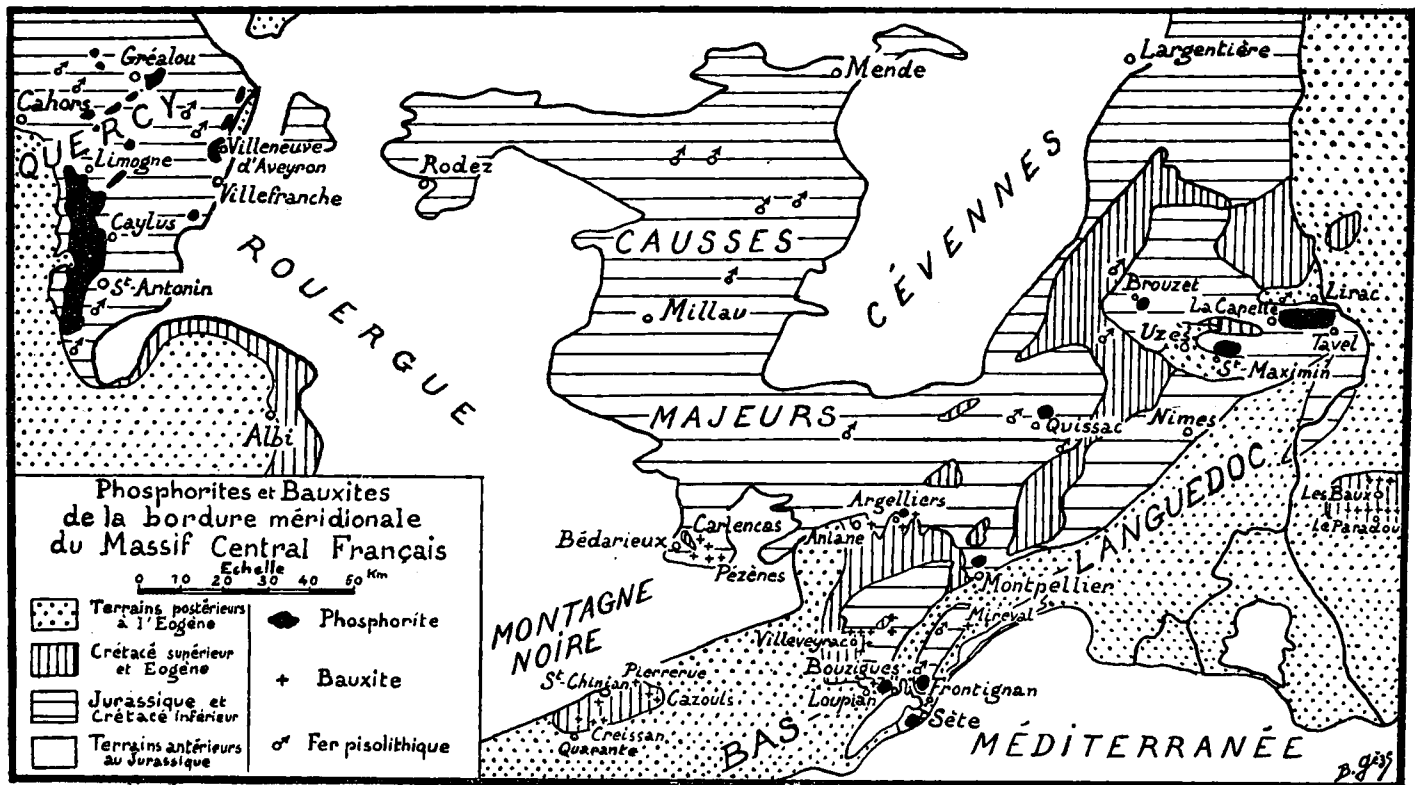 Gréalou
Cahors
QUERCY
Limogne
Villeneuve
d'Aveyron
Villefranche
Caylus
St-Antonin
Albi
ROUERGUE
Rodez
Mende
CAUSSES
Millau
MAJEURS
CÉVENNES
Largentière
Brouzet
Lirac
La Capelle
Uzès
Tavel
St-Maximin
Quissac
Nîmes
Les Baux
Le Paradou
LANGUEDOC
Argelliers
Aniane
Carlencas
Bédarieux
Pézènes
Montpellier
Mireval
MONTAGNE
NOIRE
Villeveyrac
Pierrerue
St-Chinian
Bouzigues
Cazouls
Loupian
Frontignan
Creissan
Quarante
BAS
Sète
MÉDITERRANÉE
B. Gèze
Phosphorites et Bauxites
de la bordure méridionale
du Massif Central Français
Echelle
0 10 20 30 40 50 Km
Terrains postérieurs
à l'Eogène
Crétacé supérieur
et Eogène
Jurassique et
Crétacé inférieur
Terrains antérieurs
au Jurassique
Phosphorite
Bauxite
Fer pisolithique